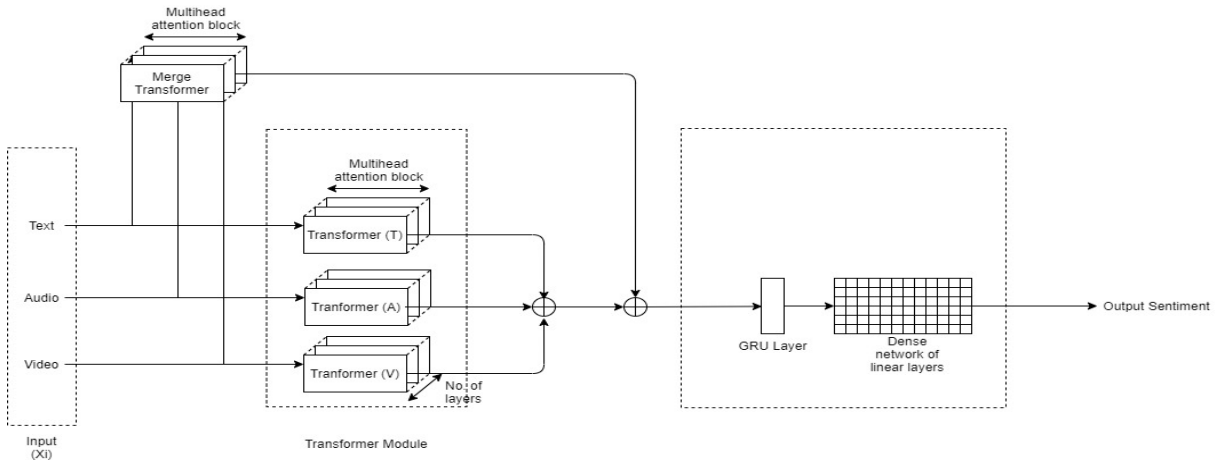 Multihead
attention block
Merge
Transformer
Multihead
attention block
Text
Transformer (T)
Audio
Tranformer (A)
Video
Tranformer (V)
No. of
layers
Input
(Xi)
Transformer Module
GRU Layer
Dense
network of
linear layers
Output Sentiment